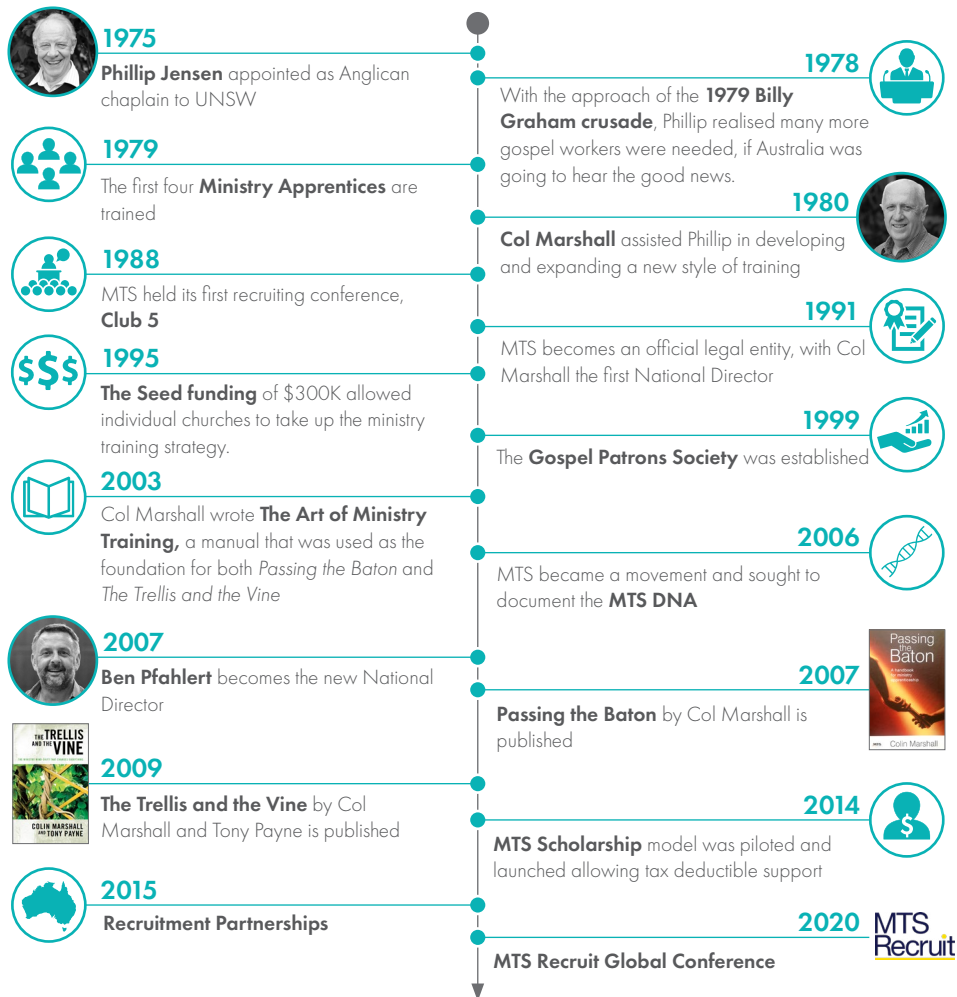 1975
Phillip Jensen appointed as Anglican
chaplain to UNSW
1978
With the approach of the 1979 Billy
Graham crusade, Phillip realised many more
gospel workers were needed, if Australia was
going to hear the good news.
1979
The first four Ministry Apprentices are
trained
1980
Col Marshall assisted Phillip in developing
and expanding a new style of training
1988
MTS held its first recruiting conference,
Club 5
1991
MTS becomes an official legal entity, with Col
Marshall the first National Director
$$$
1995
The Seed funding of $300K allowed
individual churches to take up the ministry
training strategy.
1999
The Gospel Patrons Society was established
2003
Col Marshall wrote The Art of Ministry
Training, a manual that was used as the
foundation for both Passing the Baton and
The Trellis and the Vine
2006
MTS became a movement and sought to
document the MTS DNA
2007
Ben Pfahlert becomes the new National
Director
2007
Passing the Baton by Col Marshall is
published
Passing
the
Baton
Colin Marshall
THE TRELLIS
AND THE VINE
COLIN MARSHALL
AND TONY PAYNE
2009
The Trellis and the Vine by Col
Marshall and Tony Payne is published
2014
MTS Scholarship model was piloted and
launched allowing tax deductible support
$
2015
Recruitment Partnerships
2020
MTS Recruit Global Conference
MTS
Recruit